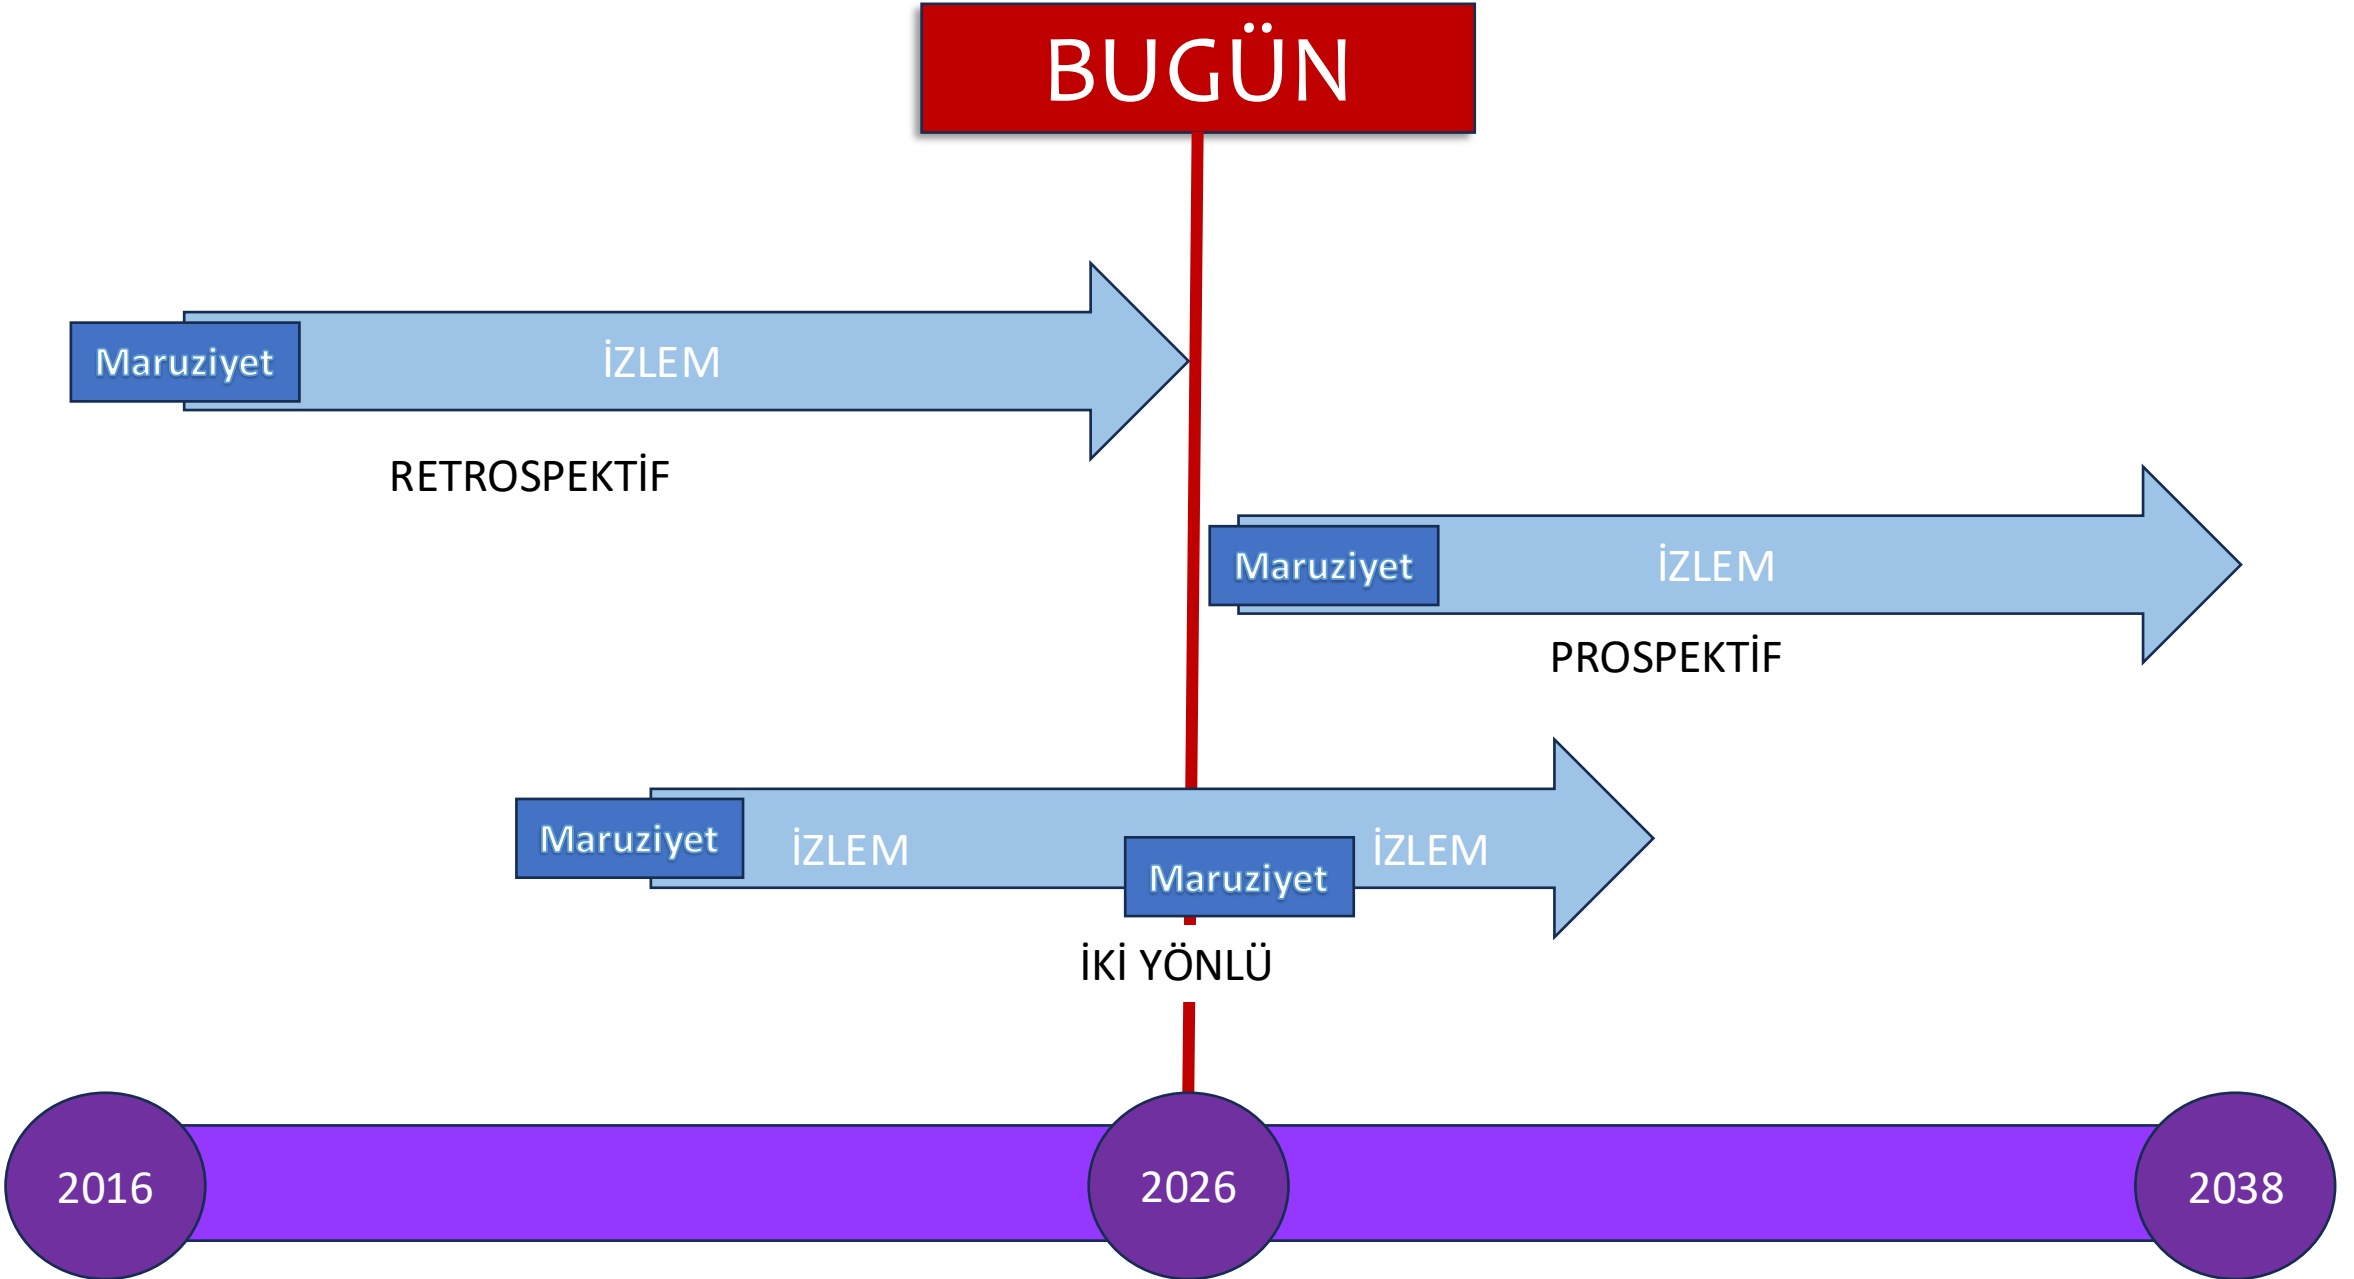 BUGÜN
Maruziyet
İZLEM
RETROSPEKTİF
Maruziyet
İZLEM
PROSPEKTİF
Maruziyet
İZLEM
Maruziyet
İZLEM
İKİ YÖNLÜ
2016
2026
2038